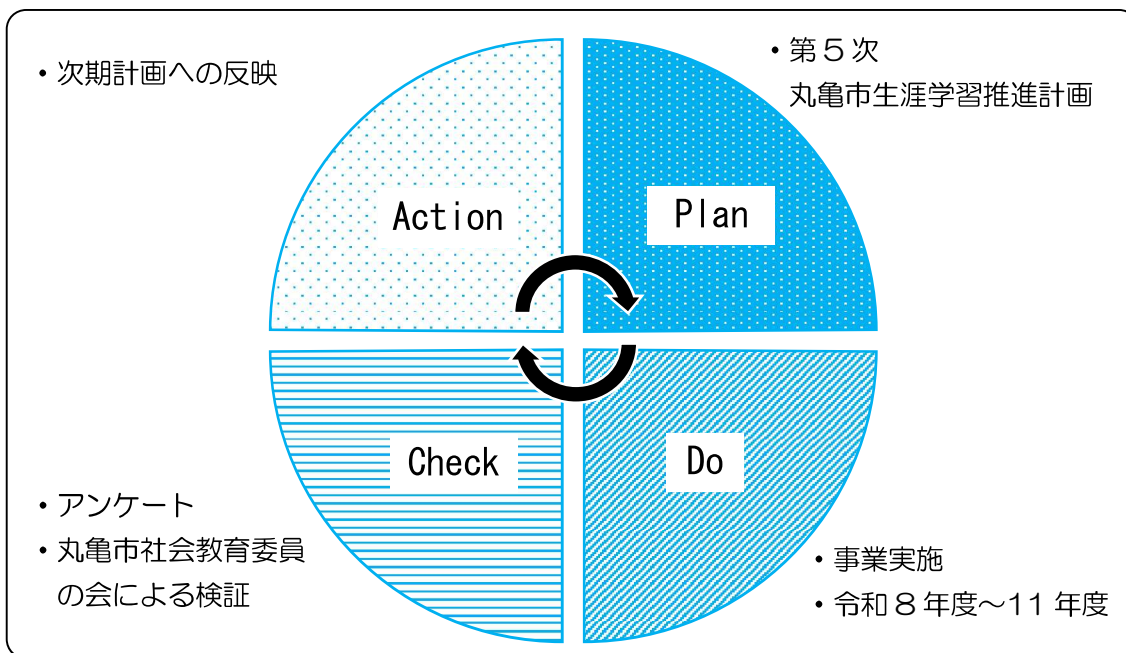 ・次期計画への反映
・第５次
丸亀市生涯学習推進計画
Action
Plan
Check
Do
・アンケート
・丸亀市社会教育委員
の会による検証
・事業実施
・令和８年度～11 年度